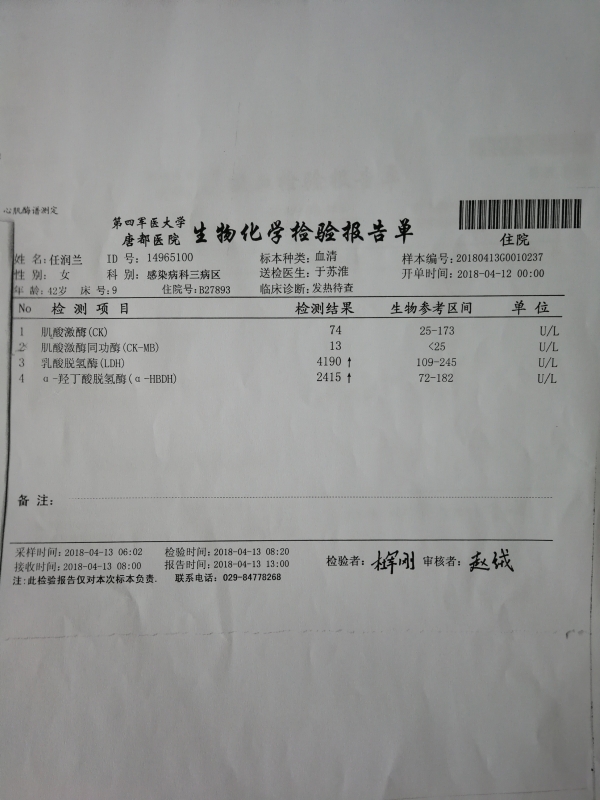 心肌酶谱测定
第四军医大学
唐都医院 生物化学检验报告单 住院
姓 名:任润兰 ID 号:14965100 标本种类:血清 样本编号:20180413G0010237
性 别: 女 科 别:感染病科三病区 送检医生:于苏淮 开单时间:2018-04-12 00:00
年 龄:42岁 床 号:9 住院号:B27893 临床诊断:发热待查
No 检 测 项 目 检测结果 生物参考区间 单 位
1 肌酸激酶(CK) 74 25-173 U/L
2 肌酸激酶同功酶(CK-MB) 13 <25 U/L
3 乳酸脱氢酶(LDH) 4190 ↑ 109-245 U/L
4 α-羟丁酸脱氢酶(α-HBDH) 2415 ↑ 72-182 U/L
备 注:
采样时间:2018-04-13 06:02 检验时间:2018-04-13 08:20
接收时间:2018-04-13 08:00 报告时间:2018-04-13 13:00 检验者: 审核者:
注:此检验报告仅对本次标本负责. 联系电话: 029-84778268